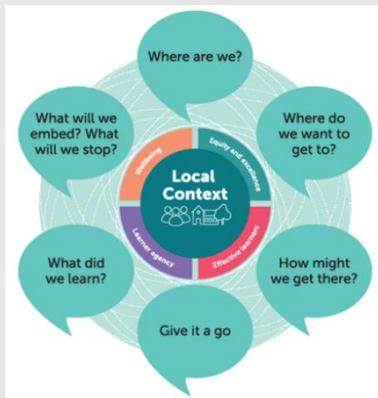 Where are we?
Where do
we want to
get to?
How might
we get there?
Give it a go
What did
we learn?
What will we
embed? What
will we stop?
Wellbeing
Equity and excellence
Local
Context
Learner agency
Effective learners